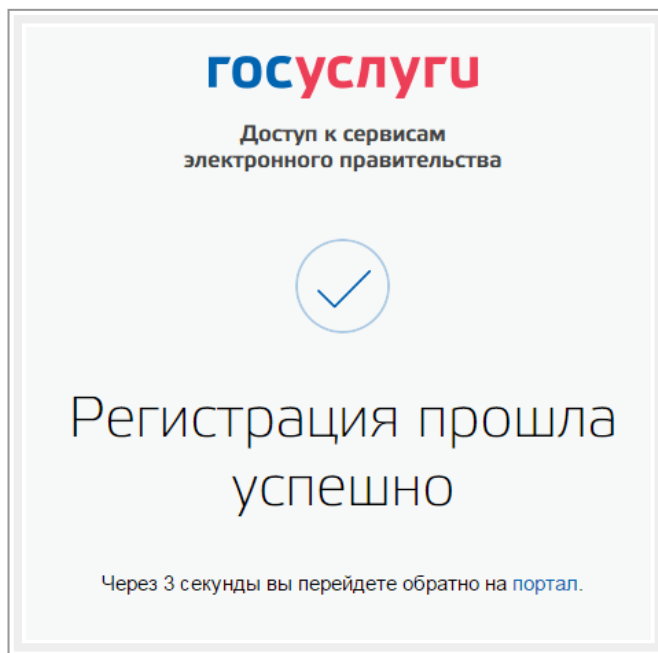 госуслуги
Доступ к сервисам
электронного правительства
Регистрация прошла
успешно
Через 3 секунды вы перейдете обратно на портал.